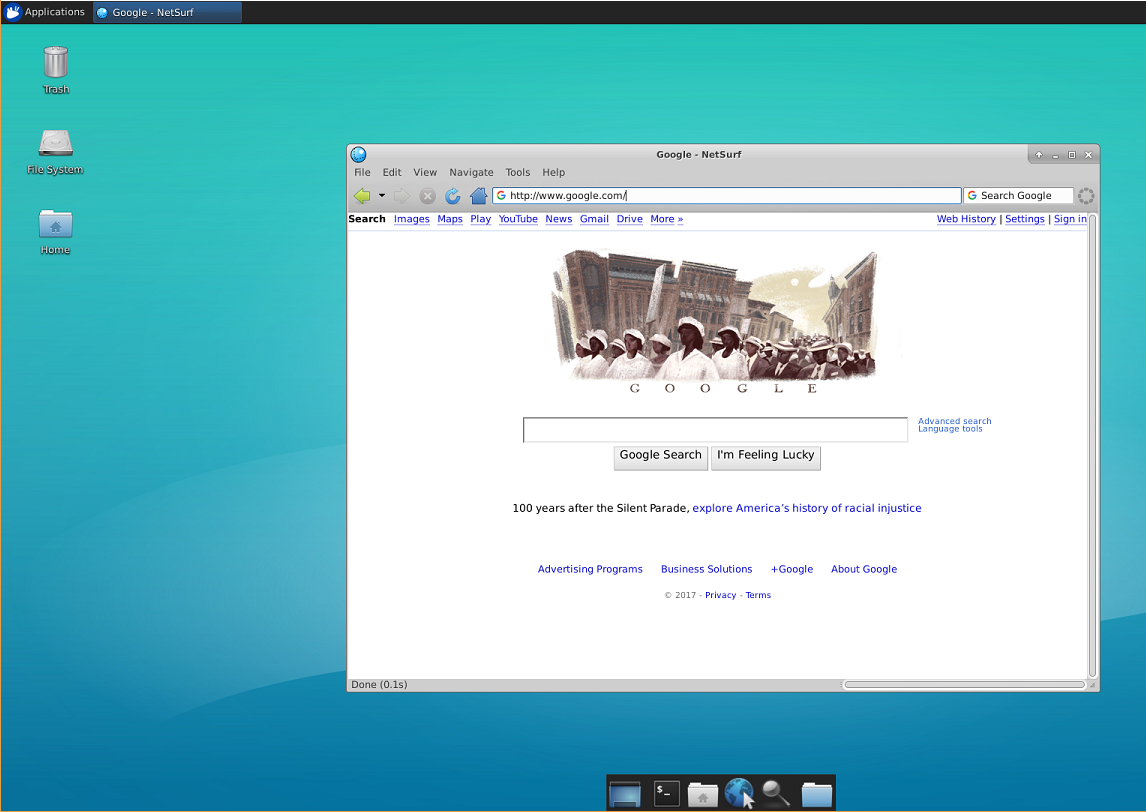 Applications Google - NetSurf
Trash
File System
Home
Google - NetSurf
File Edit View Navigate Tools Help
http://www.google.com/ Search Google
Search Images Maps Play YouTube News Gmail Drive More » Web History | Settings | Sign in
G O O G L E
Advanced search
Language tools
Google Search I'm Feeling Lucky
100 years after the Silent Parade, explore America's history of racial injustice
Advertising Programs Business Solutions +Google About Google
© 2017 - Privacy - Terms
Done (0.1s)
$_